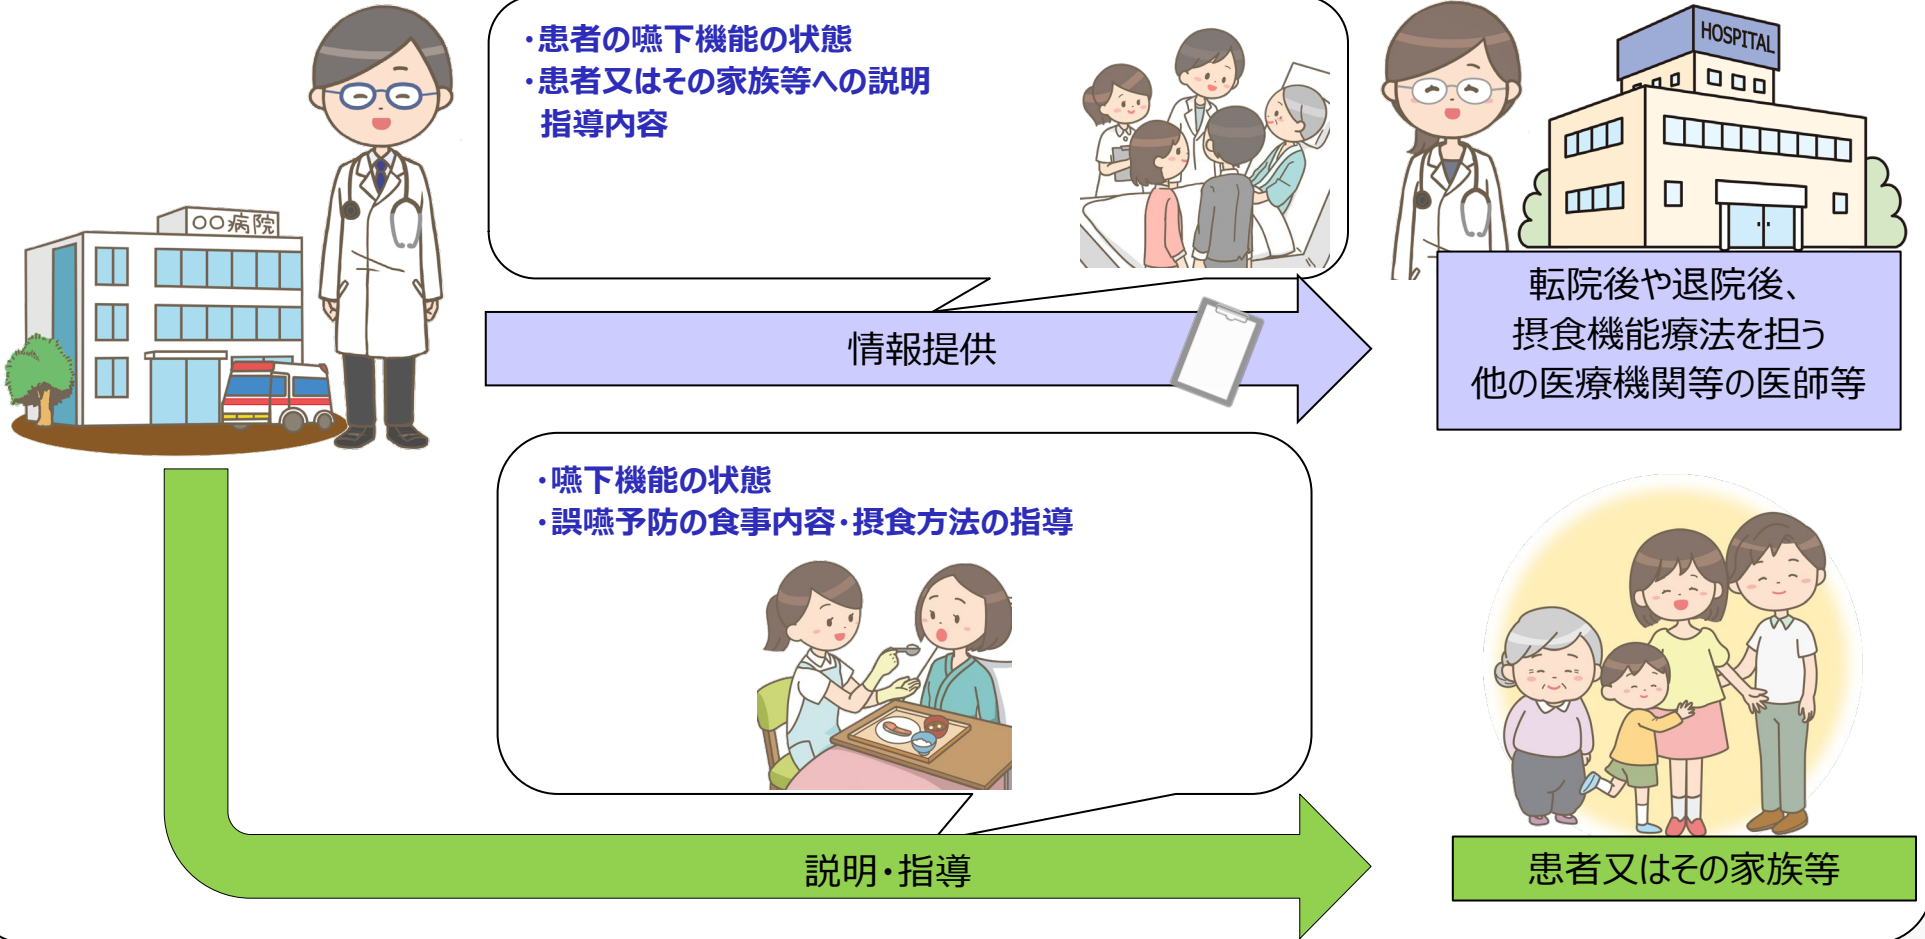 ・患者の嚥下機能の状態
・患者又はその家族等への説明
指導内容
HOSPITAL
○○病院
情報提供
転院後や退院後、
摂食機能療法を担う
他の医療機関等の医師等
・嚥下機能の状態
・誤嚥予防の食事内容・摂食方法の指導
説明・指導
患者又はその家族等